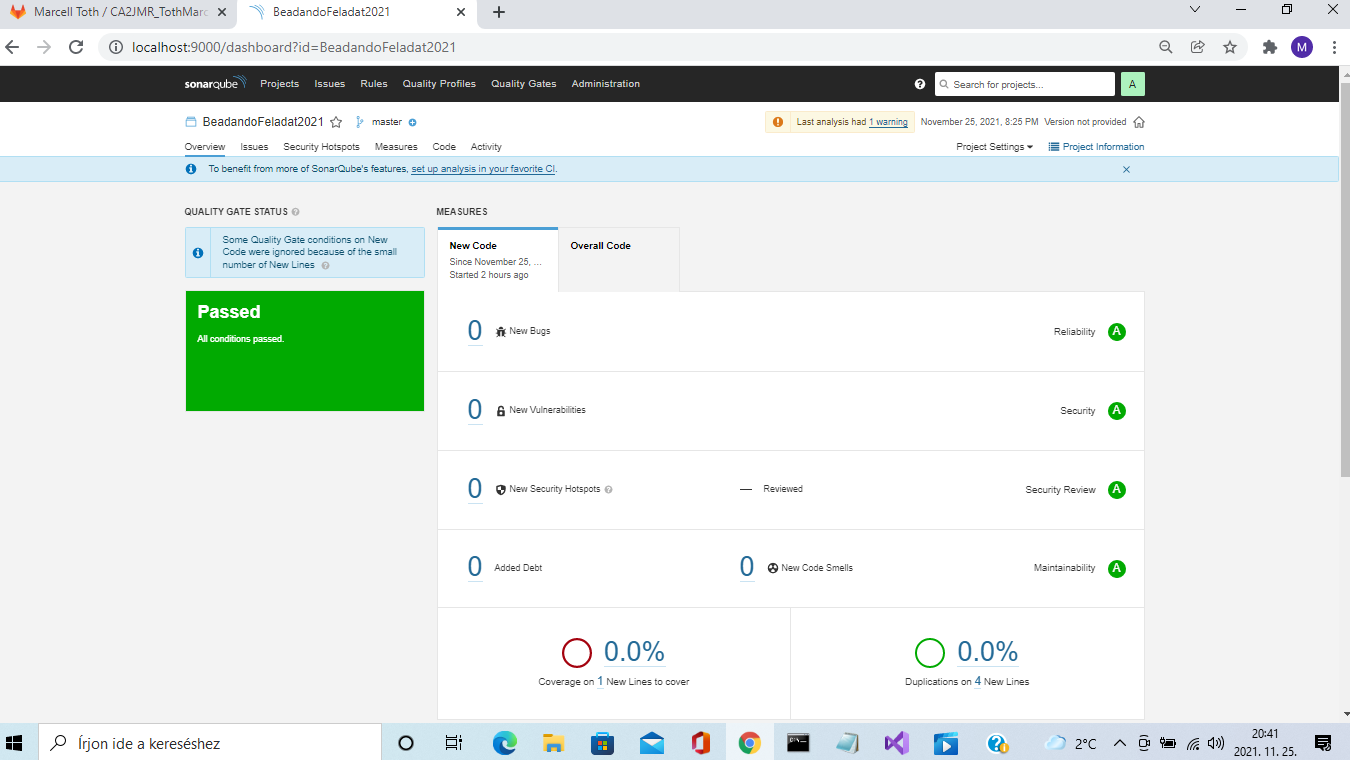 Marcell Toth / CA2JMR_TothMarc
BeadandoFeladat2021
localhost:9000/dashboard?id=BeadandoFeladat2021
M
sonarqube Projects Issues Rules Quality Profiles Quality Gates Administration
Search for projects...
A
BeadandoFeladat2021 master
Last analysis had 1 warning November 25, 2021, 8:25 PM Version not provided
Overview Issues Security Hotspots Measures Code Activity
Project Settings Project Information
To benefit from more of SonarQube's features, set up analysis in your favorite CI.
QUALITY GATE STATUS
Some Quality Gate conditions on New
Code were ignored because of the small
number of New Lines
Passed
All conditions passed.
MEASURES
New Code
Since November 25, ...
Started 2 hours ago
Overall Code
0 New Bugs Reliability A
0 New Vulnerabilities Security A
0 New Security Hotspots — Reviewed Security Review A
0 Added Debt 0 New Code Smells Maintainability A
0.0%
Coverage on 1 New Lines to cover
0.0%
Duplications on 4 New Lines
Írjon ide a kereséshez
2°C
20:41
2021. 11. 25.